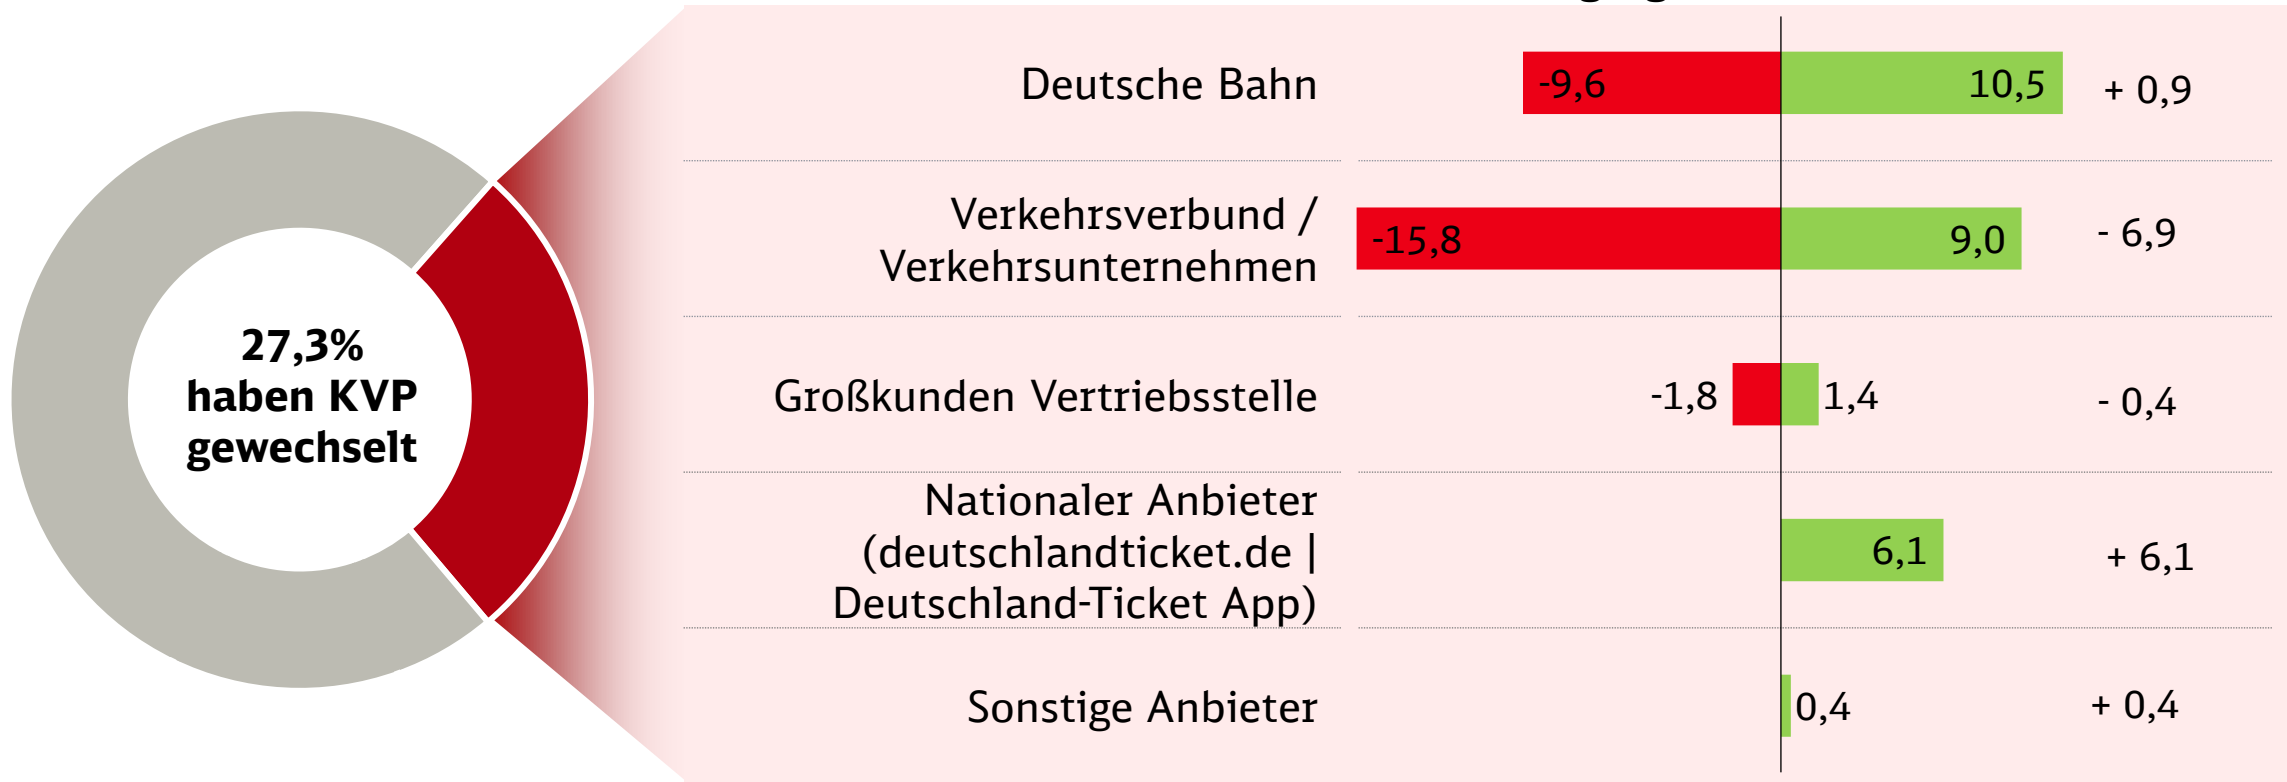 27,3%
haben KVP
gewechselt
Deutsche Bahn
-9,6
10,5
+ 0,9
Verkehrsverbund /
Verkehrsunternehmen
-15,8
9,0
- 6,9
Großkunden Vertriebsstelle
-1,8
1,4
- 0,4
Nationaler Anbieter
(deutschlandticket.de |
Deutschland-Ticket App)
6,1
+ 6,1
Sonstige Anbieter
0,4
+ 0,4